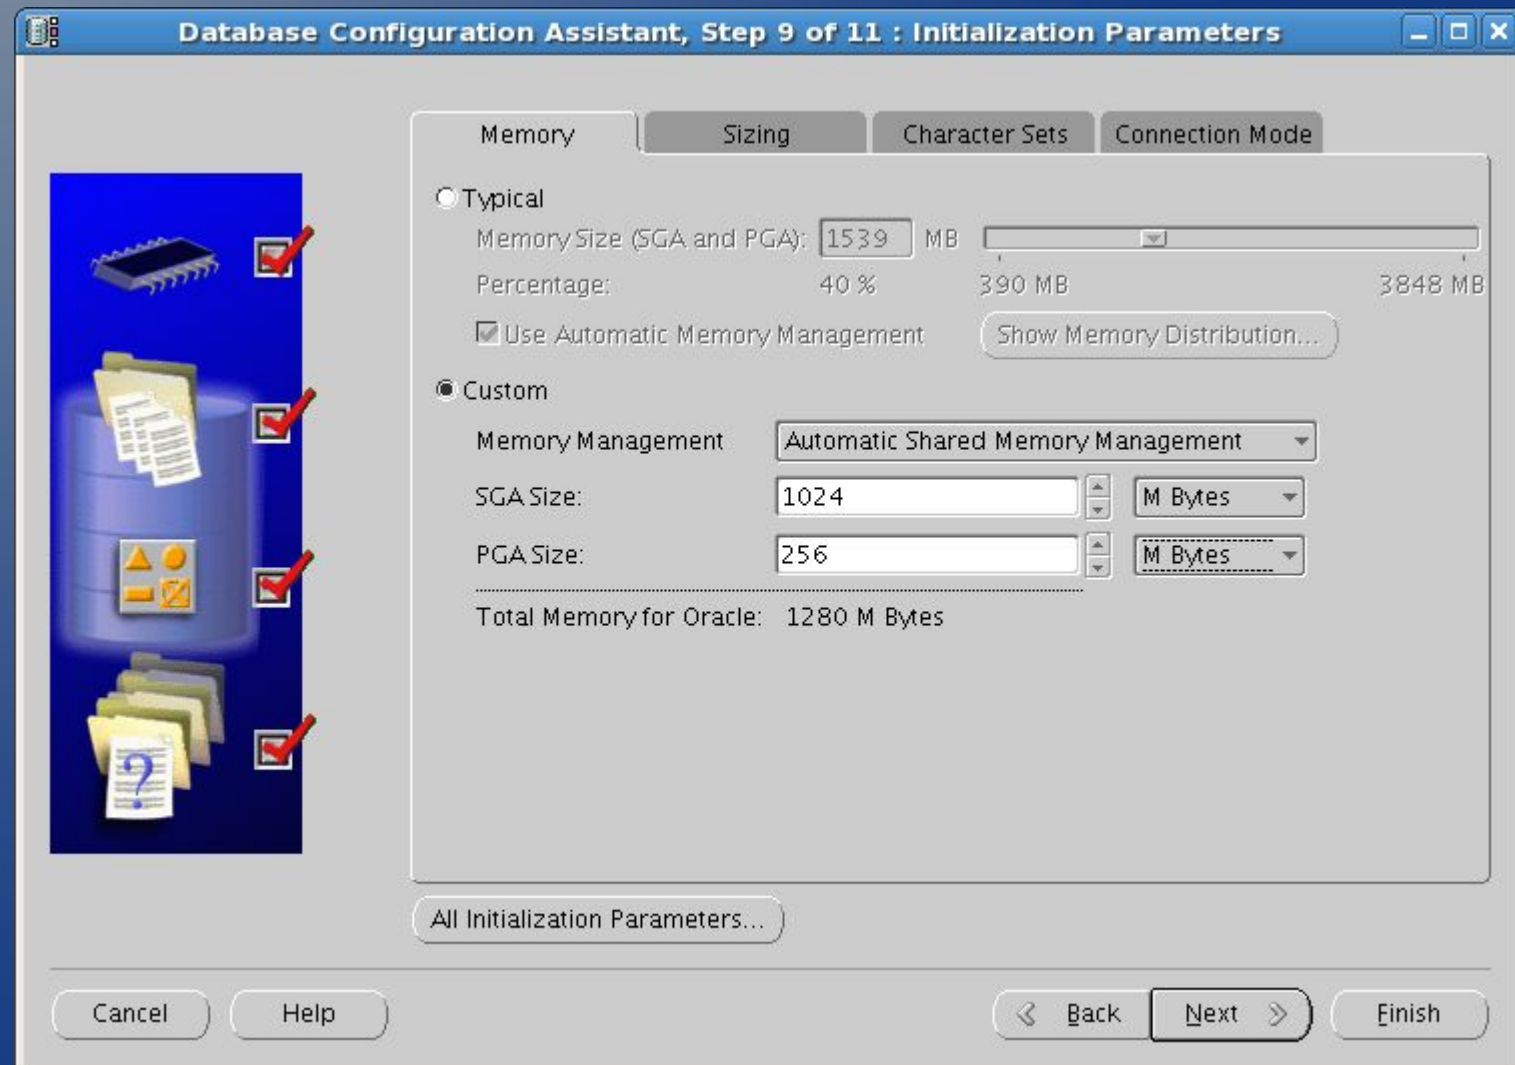 Database Configuration Assistant, Step 9 of 11 : Initialization Parameters
Memory Sizing Character Sets Connection Mode
Typical
Memory Size (SGA and PGA): 1539 MB
Percentage: 40 % 390 MB 3848 MB
Use Automatic Memory Management Show Memory Distribution...
Custom
Memory Management Automatic Shared Memory Management
SGA Size: 1024 M Bytes
PGA Size: 256 M Bytes
Total Memory for Oracle: 1280 M Bytes
?
All Initialization Parameters...
Cancel Help Back Next Finish